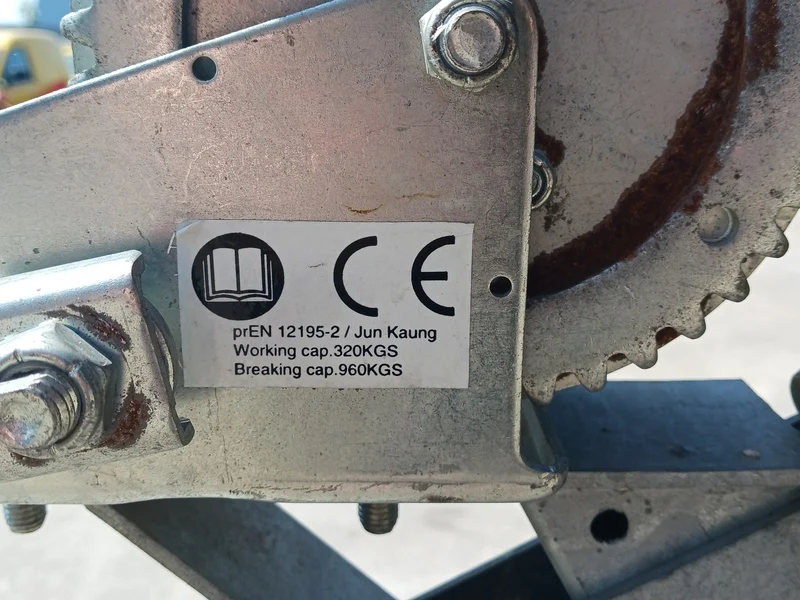 CE
prEN 12195-2 / Jun Kaung
Working cap.320KGS
Breaking cap.960KGS